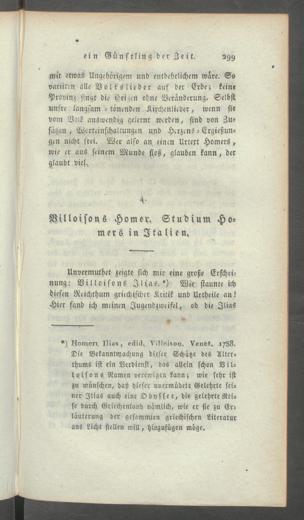 ein Günstling der Zeit. 299
mir etwas Ungehörigem und entbehrlichem wäre. So
variiren alle Volkslieder auf der Erde: keine
Provinz singt die ihrigen ohne Veränderung. Selbst
unsre langsam-tönenden Kirchenlieder, wenn sie
vom Volk auswendig gelernt werden, sind von Zu-
sätzen, Worteinschaltungen und Herzens-Ergießun-
gen nicht frei. Wer also an einen Urtext Homers,
wie er aus seinem Munde floß, glauben kann, der
glaubt viel.
4.
Villoisons Homer. Studium Ho-
mers in Italien.
Unvermuthet zeigte sich mir eine große Erschei-
nung: Villoisons Ilias.*) Wie staunte ich
diesen Reichthum griechischer Kritik und Urtheile an!
Hier fand ich meinen Jugendzweifel, ob die Ilias
*) Homeri Ilias, edid. Villoison. Venet. 1788.
Die Bekanntmachung dieser Schätze des Alter-
thums ist ein Verdienst, das allein schon Vil-
loisons Namen verewigen kann; wie sehr ist
zu wünschen, daß dieser unermüdete Gelehrte sei-
ner Ilias auch eine Odyssee, die gelehrte Reise
durch Griechenland nämlich, wie er sie zu Er-
läuterung der gesammten griechischen Literatur
ans Licht stellen will, hinzufügen möge.